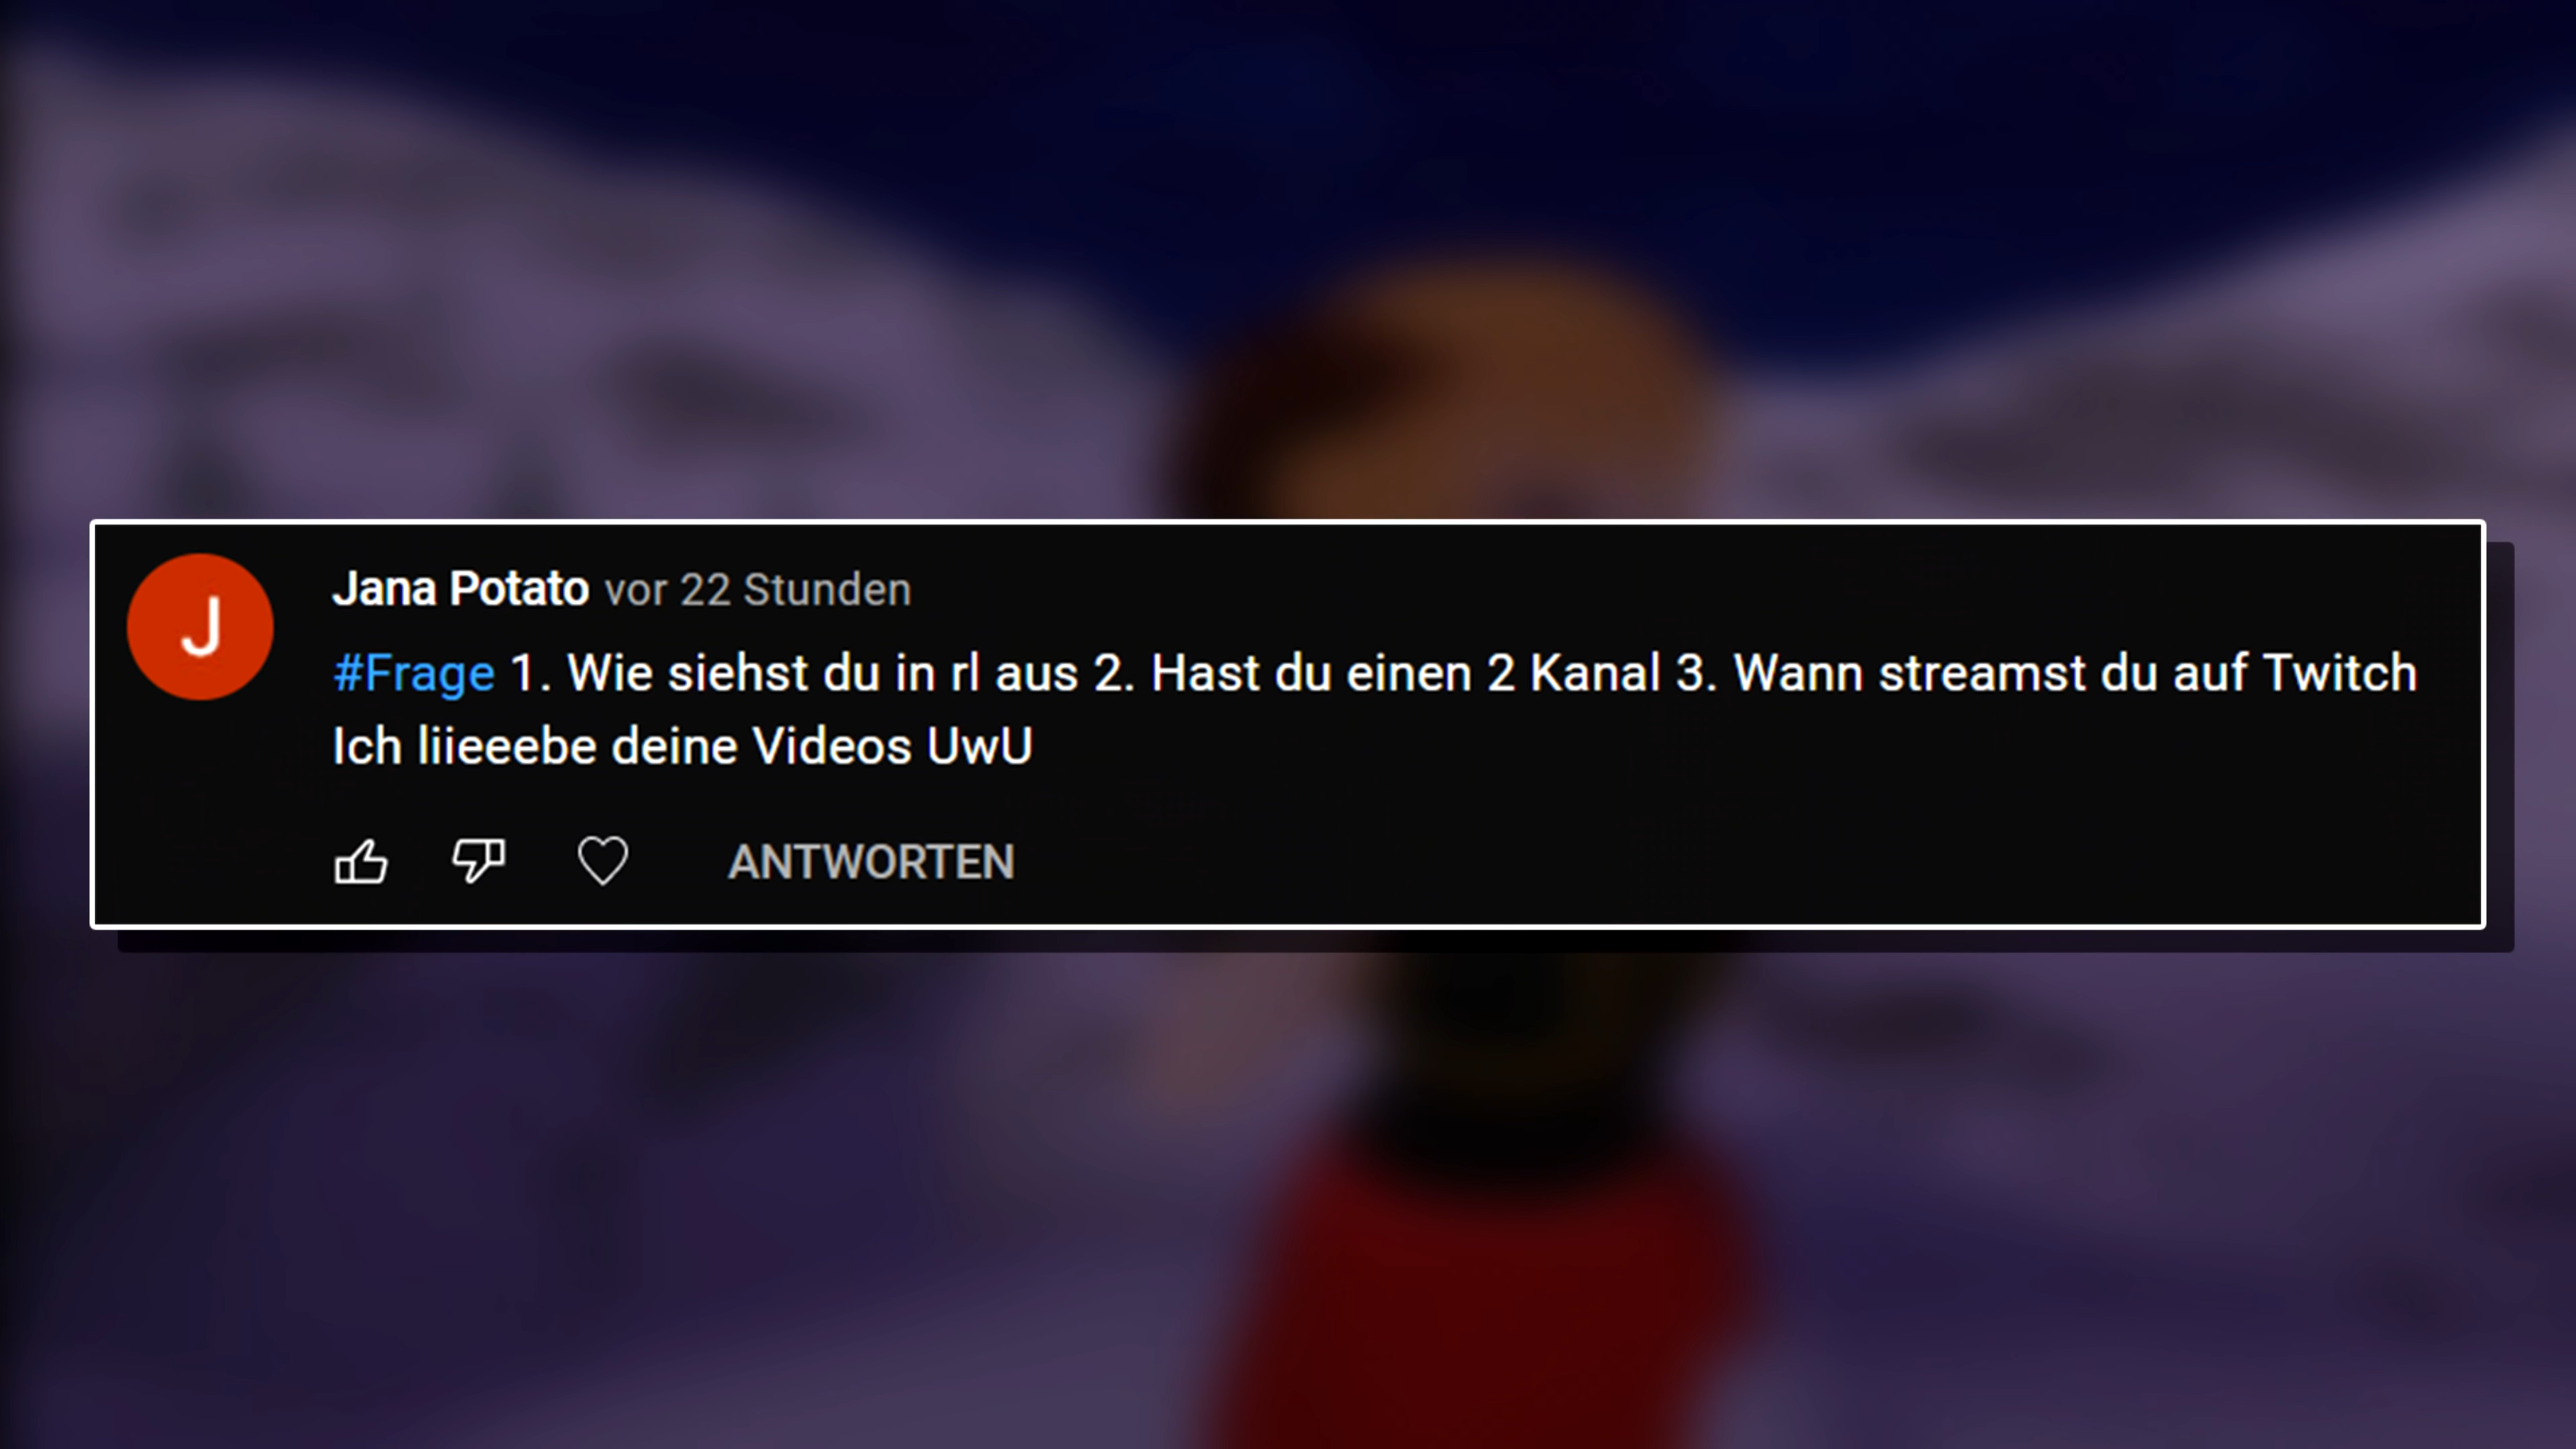 J
Jana Potato vor 22 Stunden
#Frage 1. Wie siehst du in rl aus 2. Hast du einen 2 Kanal 3. Wann streamst du auf Twitch
Ich liieeebe deine Videos UwU
ANTWORTEN